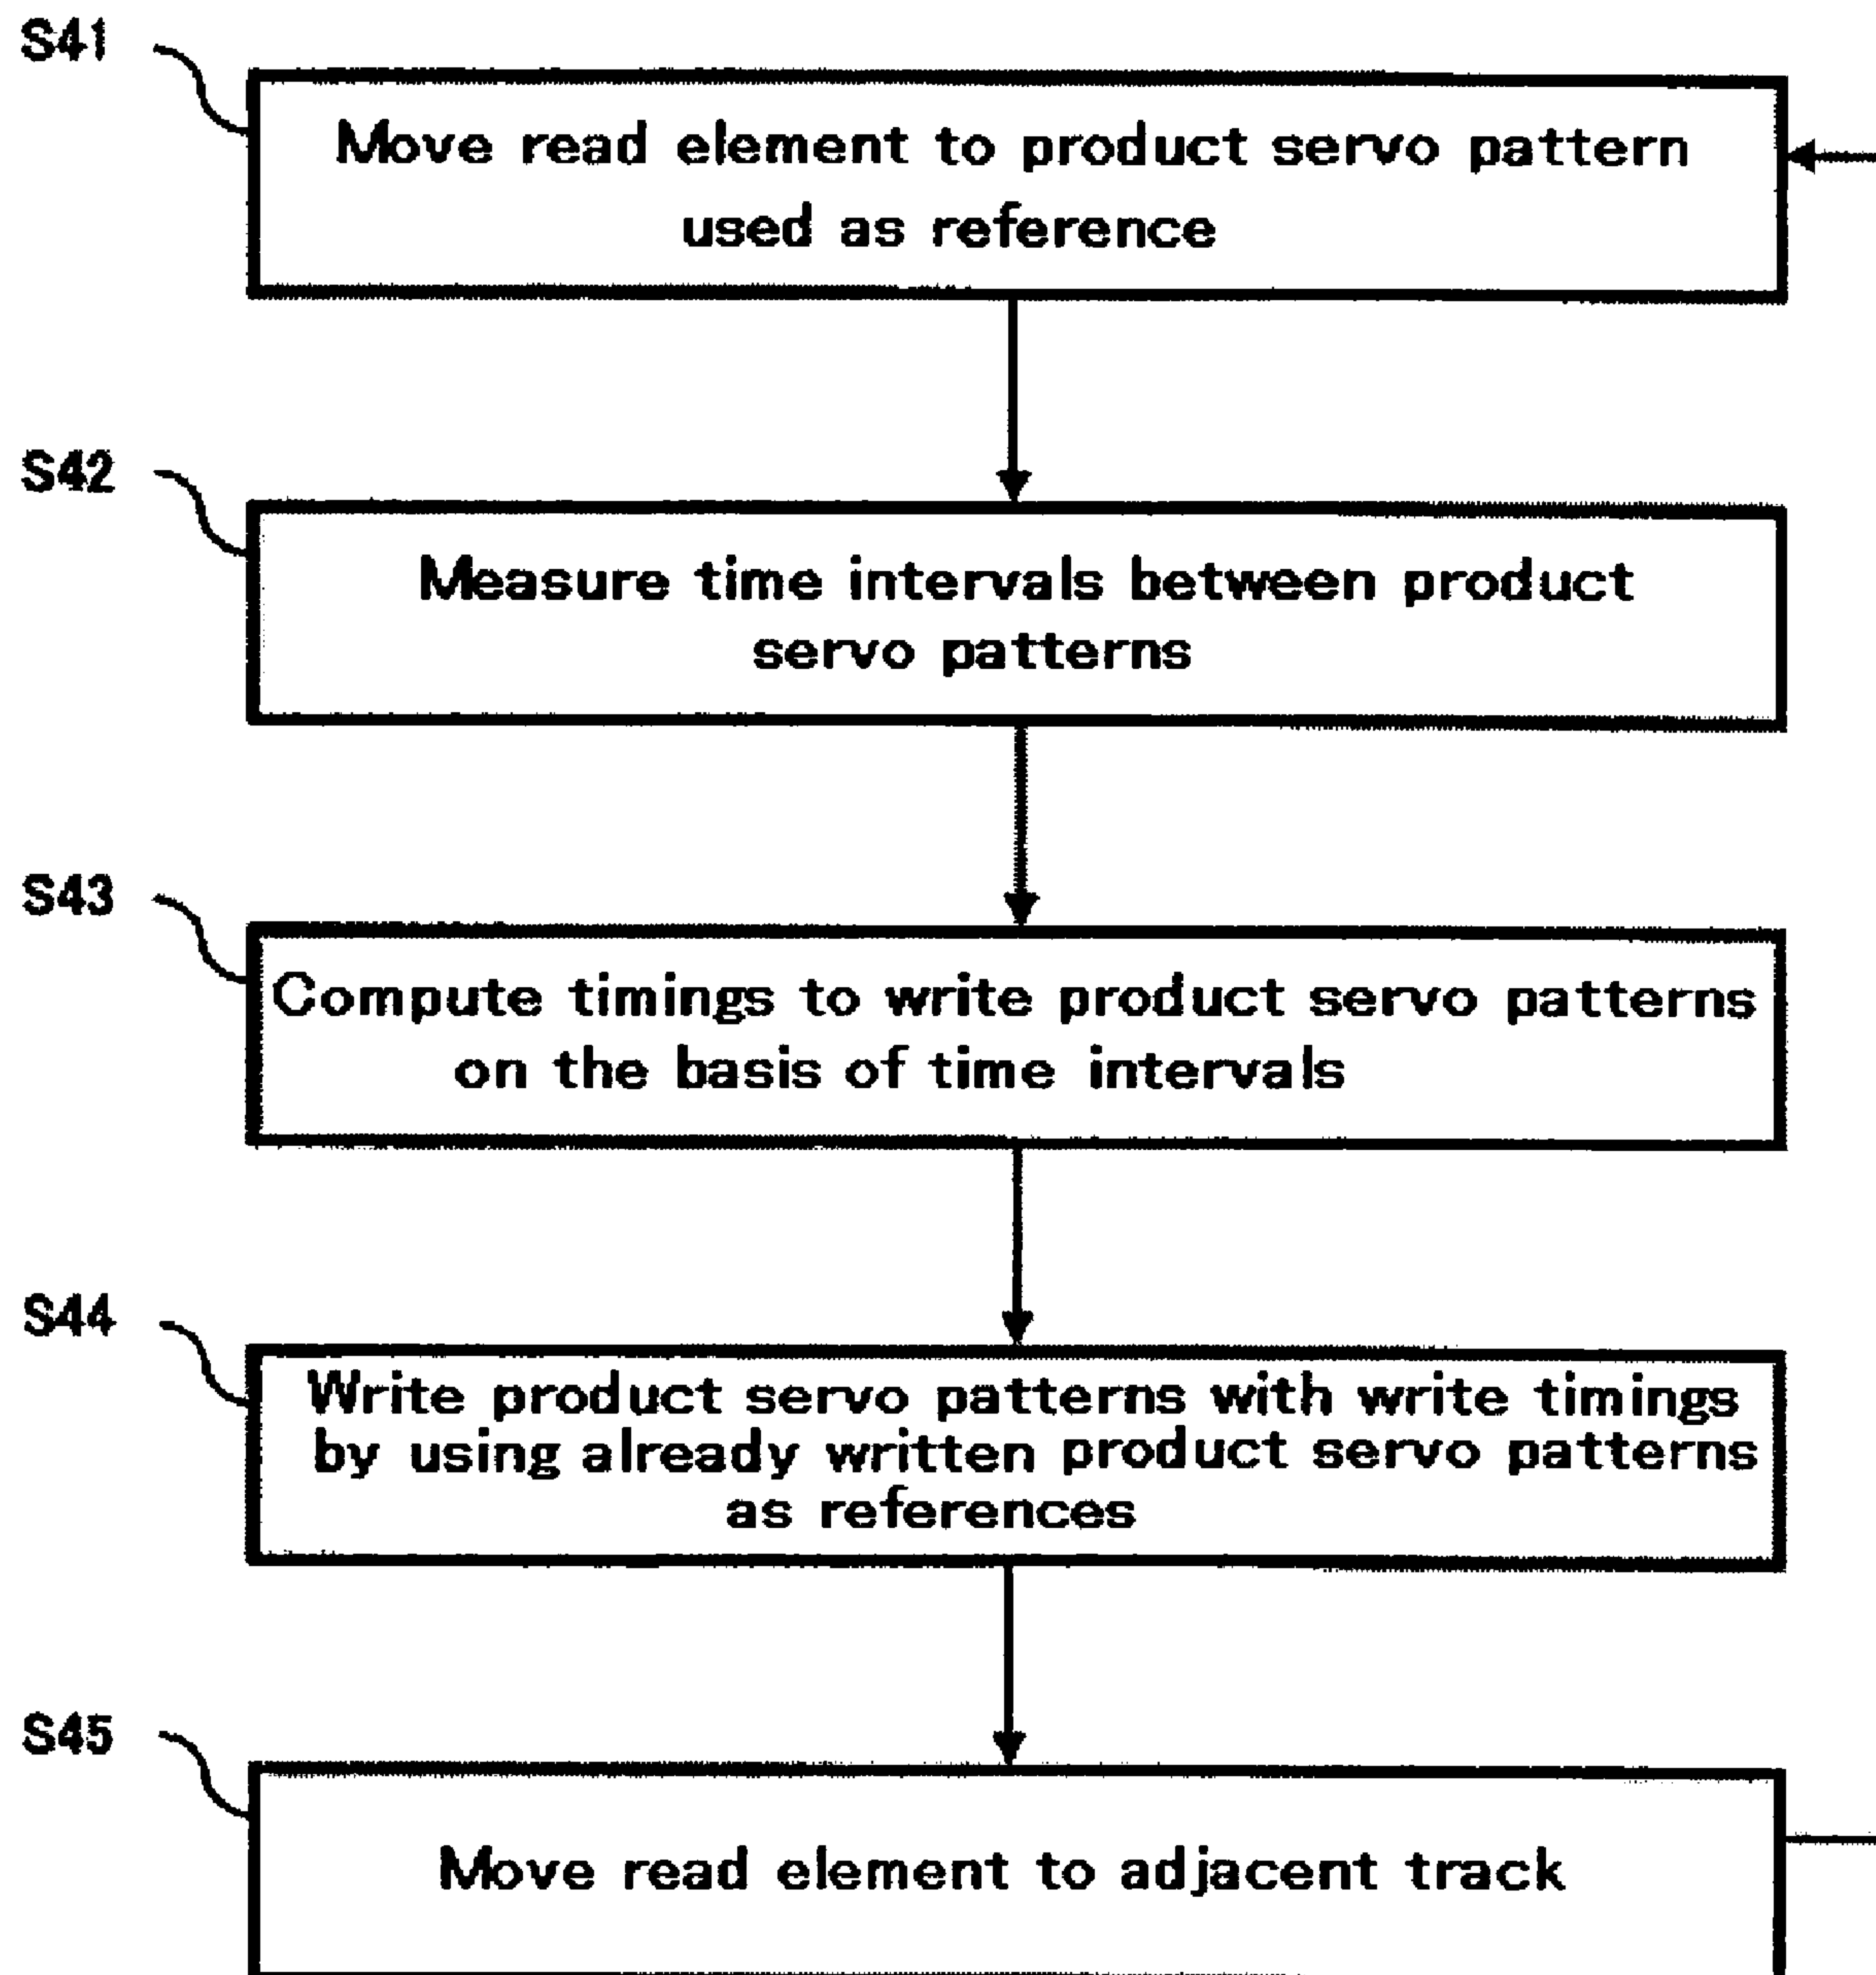 S41
Move read element to product servo pattern
used as reference
S42
Measure time intervals between product
servo patterns
S43
Compute timings to write product servo patterns
on the basis of time intervals
S44
Write product servo patterns with write timings
by using already written product servo patterns
as references
S45
Move read element to adjacent track